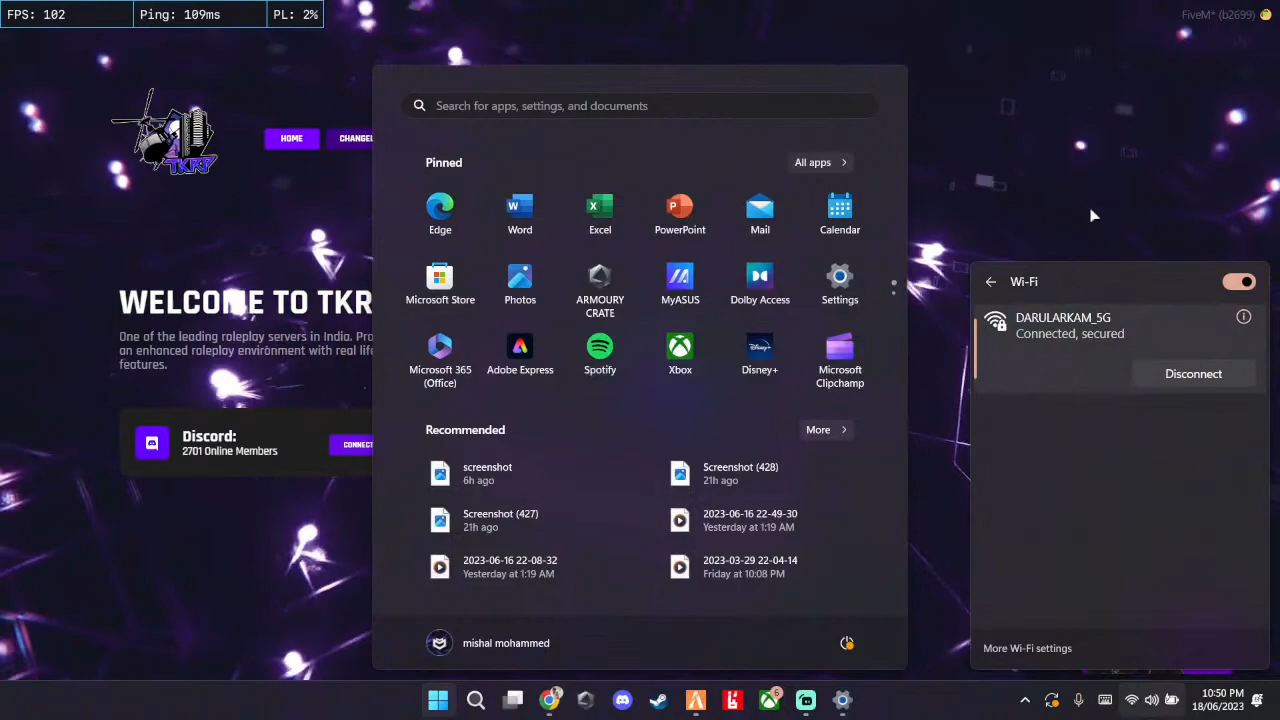 FPS: 102
Ping: 109ms
PL: 2%
FiveM* (b2699)
TKRP
HOME
CHANGEL
WELCOME TO TKR
One of the leading roleplay servers in India. Pro
an enhanced roleplay environment with real life
features.
Discord:
2701 Online Members
CONNECT
Search for apps, settings, and documents
Pinned
All apps
Edge
Word
Excel
PowerPoint
Mail
Calendar
Microsoft Store
Photos
ARMOURY
CRATE
MyASUS
Dolby Access
Settings
Microsoft 365
(Office)
Adobe Express
Spotify
Xbox
Disney+
Microsoft
Clipchamp
Recommended
More
screenshot
6h ago
Screenshot (428)
21h ago
Screenshot (427)
21h ago
2023-06-16 22-49-30
Yesterday at 1:19 AM
2023-06-16 22-08-32
Yesterday at 1:19 AM
2023-03-29 22-04-14
Friday at 10:08 PM
mishal mohammed
Wi-Fi
DARULARKAM_5G
Connected, secured
Disconnect
More Wi-Fi settings
6
10:50 PM
18/06/2023